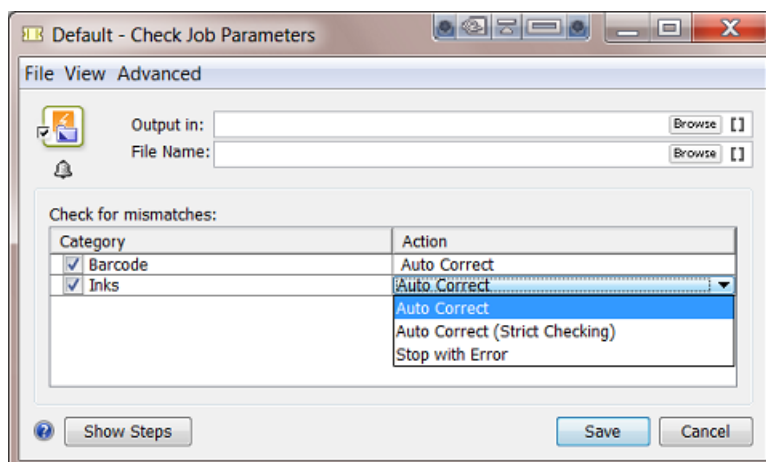 Default - Check Job Parameters
X
File View Advanced
Output in: Browse []
File Name: Browse []
Check for mismatches:
Category Action
Barcode Auto Correct
Inks Auto Correct
Auto Correct
Auto Correct (Strict Checking)
Stop with Error
? Show Steps Save Cancel